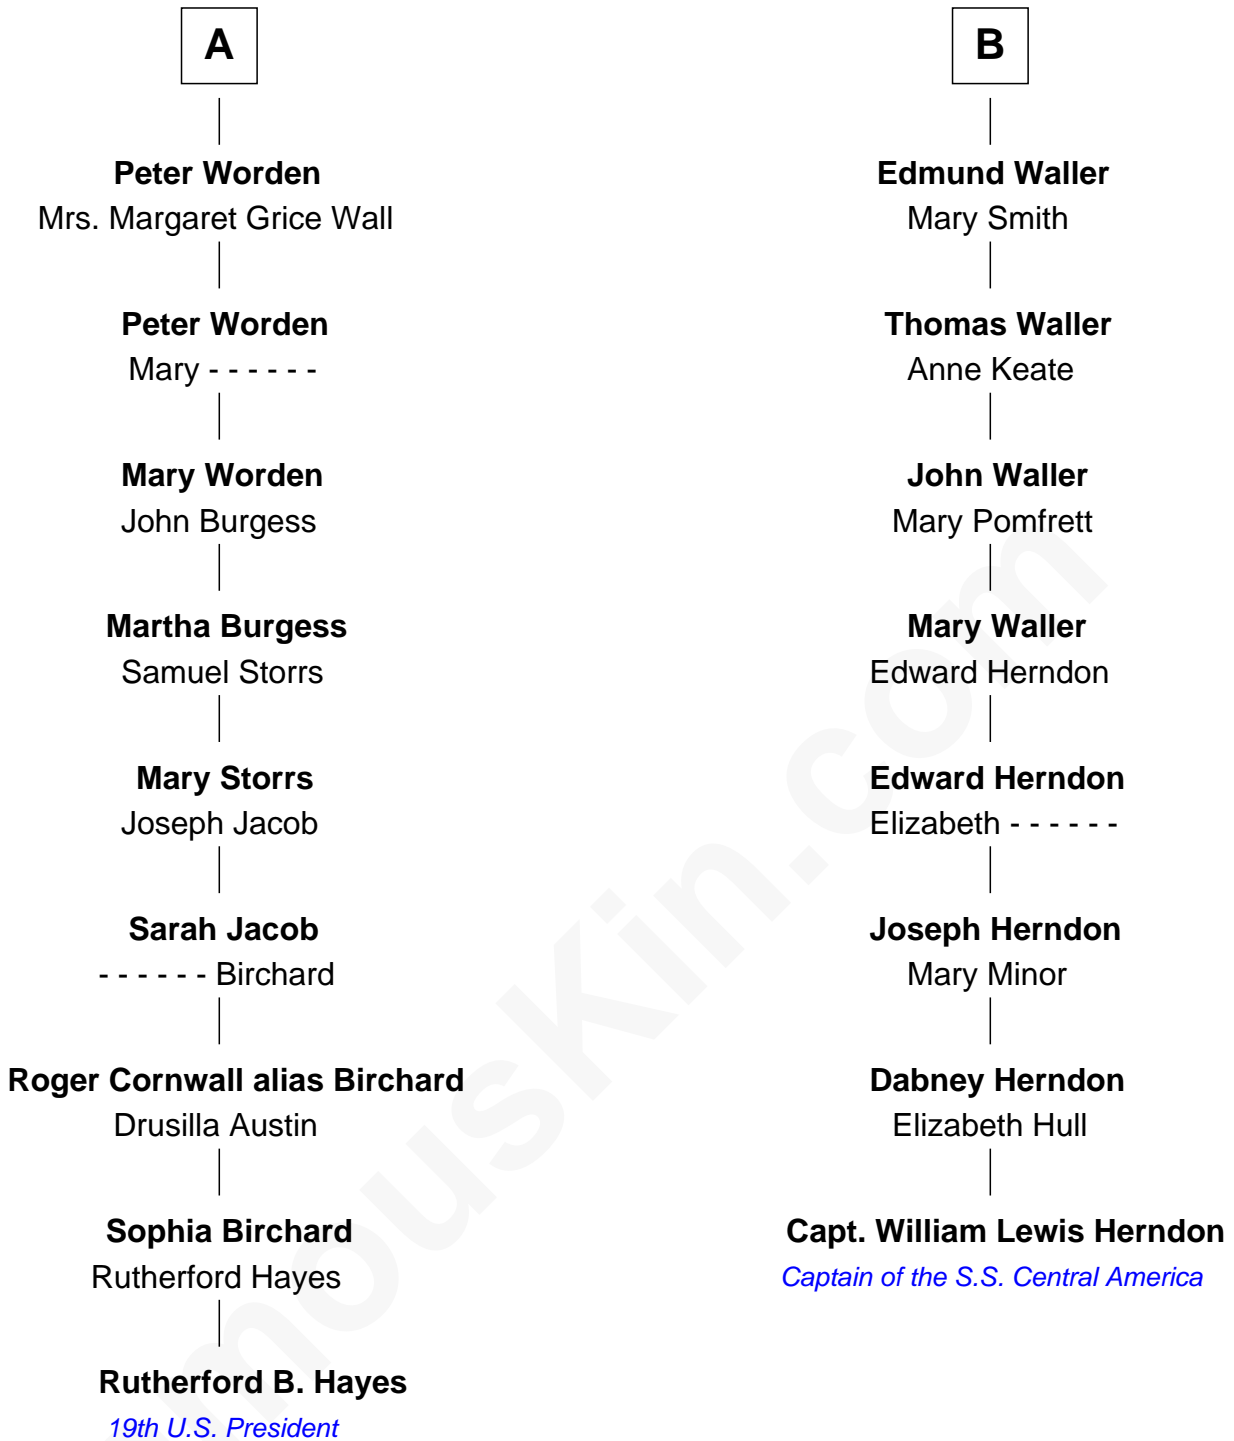 A
Peter Worden
Mrs. Margaret Grice Wall
Peter Worden
Mary - - - - - -
Mary Worden
John Burgess
Martha Burgess
Samuel Storrs
Mary Storrs
Joseph Jacob
Sarah Jacob
- - - - - - Birchard
Roger Cornwall alias Birchard
Drusilla Austin
Sophia Birchard
Rutherford Hayes
Rutherford B. Hayes
19th U.S. President
B
Edmund Waller
Mary Smith
Thomas Waller
Anne Keate
John Waller
Mary Pomfrett
Mary Waller
Edward Herndon
Edward Herndon
Elizabeth - - - - - -
Joseph Herndon
Mary Minor
Dabney Herndon
Elizabeth Hull
Capt. William Lewis Herndon
Captain of the S.S. Central America
mousKin.com